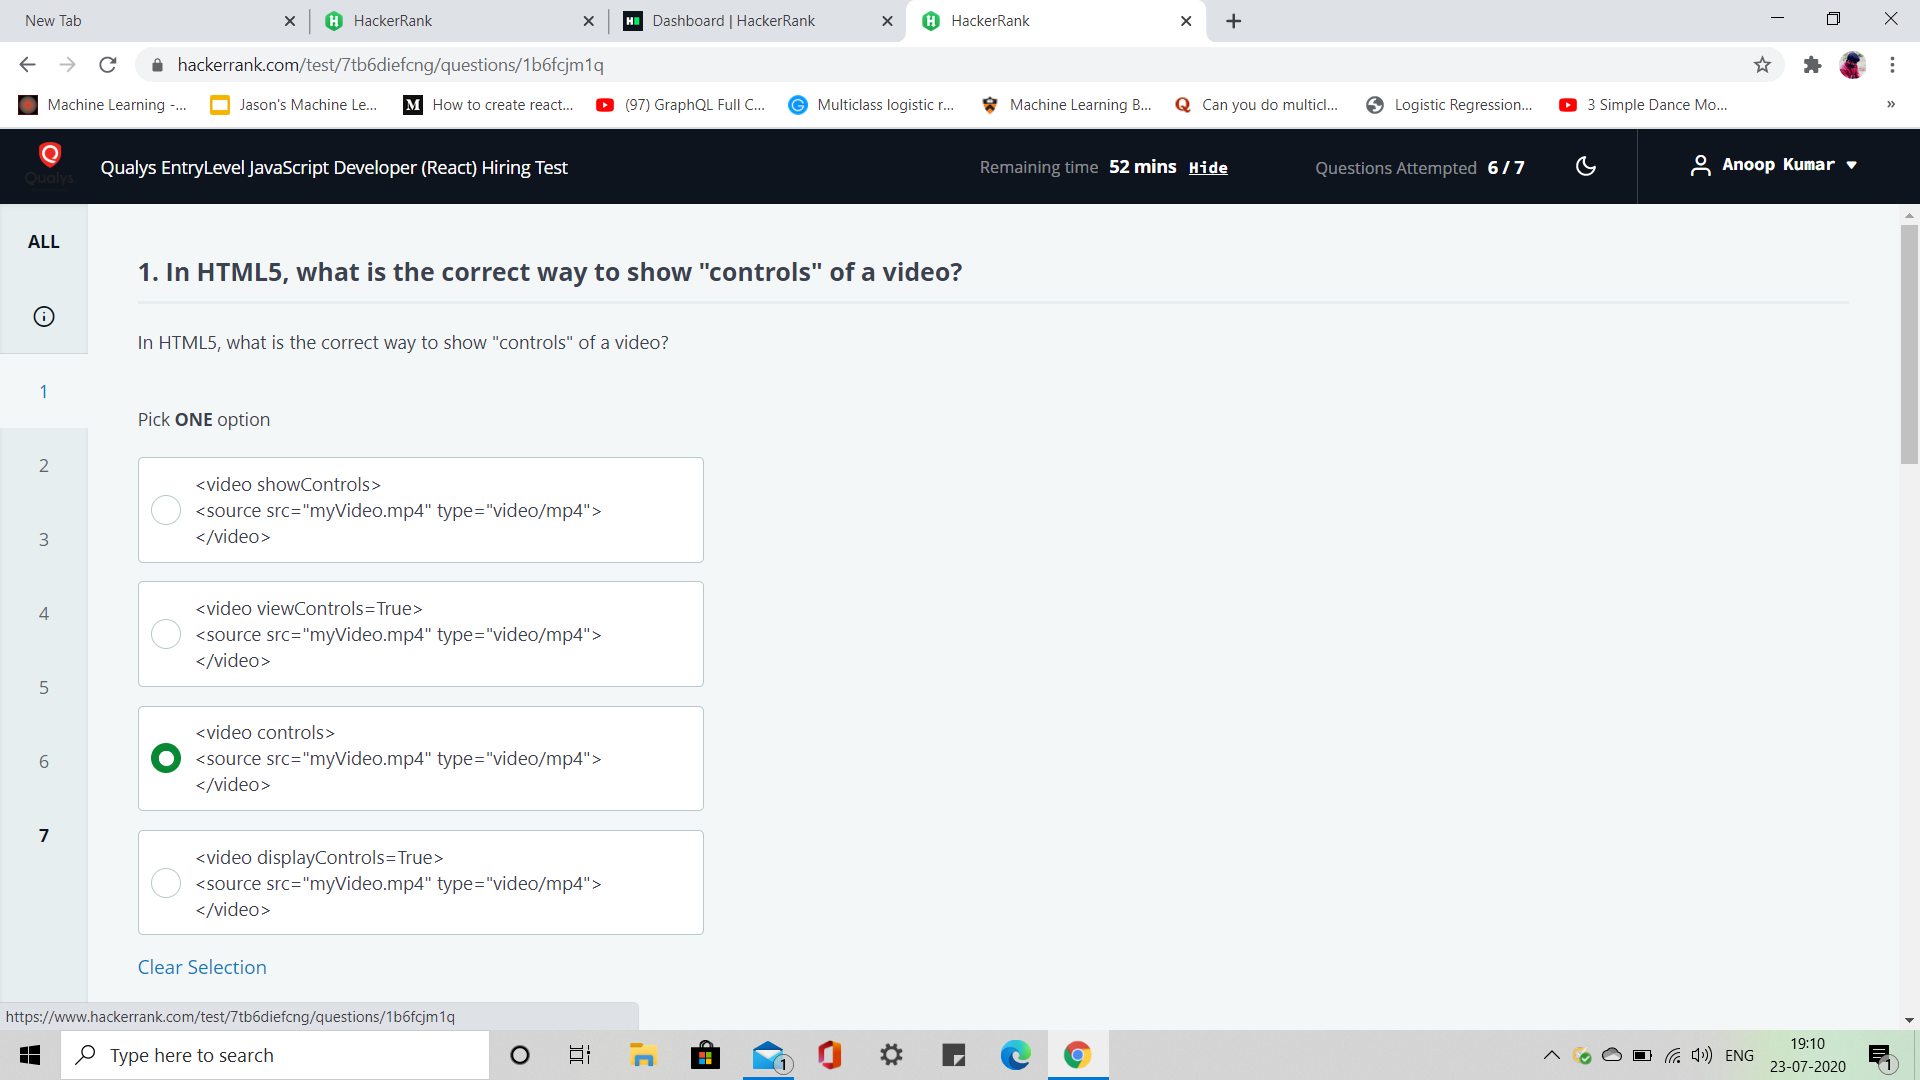 New Tab
HackerRank
Dashboard | HackerRank
HackerRank
hackerrank.com/test/7tb6diefcng/questions/1b6fcjm1q
Machine Learning -...
Jason's Machine Le...
How to create react...
(97) GraphQL Full C...
Multiclass logistic r...
Machine Learning B...
Can you do multicl...
Logistic Regression...
3 Simple Dance Mo...
»
Qualys
Qualys EntryLevel JavaScript Developer (React) Hiring Test
Remaining time 52 mins Hide
Questions Attempted 6 / 7
Anoop Kumar
ALL
1
2
3
4
5
6
7
1. In HTML5, what is the correct way to show "controls" of a video?
In HTML5, what is the correct way to show "controls" of a video?
Pick ONE option
<video showControls>
<source src="myVideo.mp4" type="video/mp4">
</video>
<video viewControls=True>
<source src="myVideo.mp4" type="video/mp4">
</video>
<video controls>
<source src="myVideo.mp4" type="video/mp4">
</video>
<video displayControls=True>
<source src="myVideo.mp4" type="video/mp4">
</video>
Clear Selection
https://www.hackerrank.com/test/7tb6diefcng/questions/1b6fcjm1q
Type here to search
1
ENG
19:10
23-07-2020
1